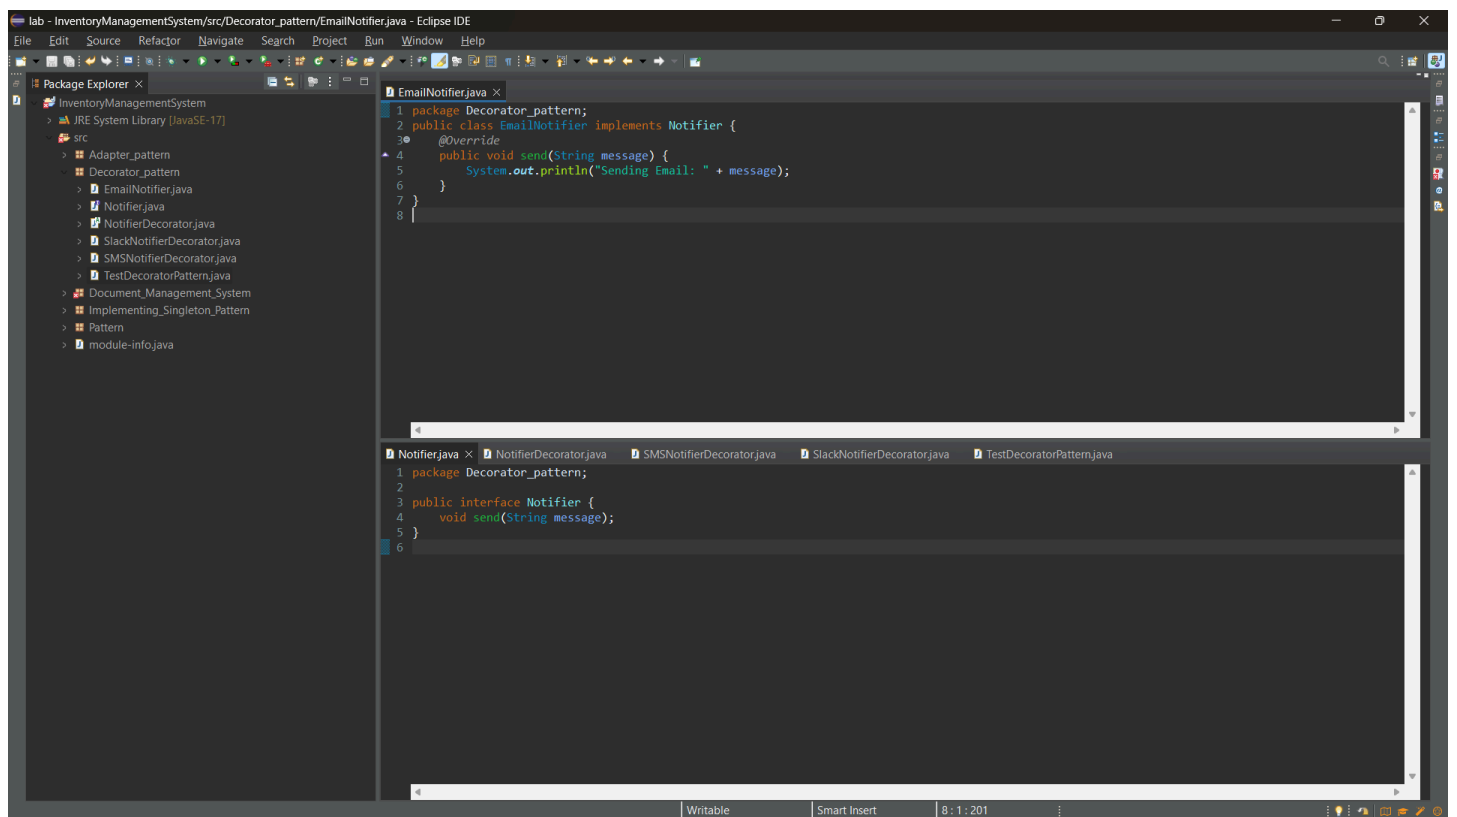 lab - InventoryManagementSystem/src/Decorator_pattern/EmailNotifier.java - Eclipse IDE
File Edit Source Refactor Navigate Search Project Run Window Help
Package Explorer
InventoryManagementSystem
JRE System Library [JavaSE-17]
src
Adapter_pattern
Decorator_pattern
EmailNotifier.java
Notifier.java
NotifierDecorator.java
SlackNotifierDecorator.java
SMSNotifierDecorator.java
TestDecoratorPattern.java
Document_Management_System
Implementing_Singleton_Pattern
Pattern
module-info.java
EmailNotifier.java
1 package Decorator_pattern;
2 public class EmailNotifier implements Notifier {
3 @Override
4 public void send(String message) {
5 System.out.println("Sending Email: " + message);
6 }
7 }
8
Notifier.java NotifierDecorator.java SMSNotifierDecorator.java SlackNotifierDecorator.java TestDecoratorPattern.java
1 package Decorator_pattern;
2
3 public interface Notifier {
4 void send(String message);
5 }
6
Writable Smart Insert 8 : 1 : 201